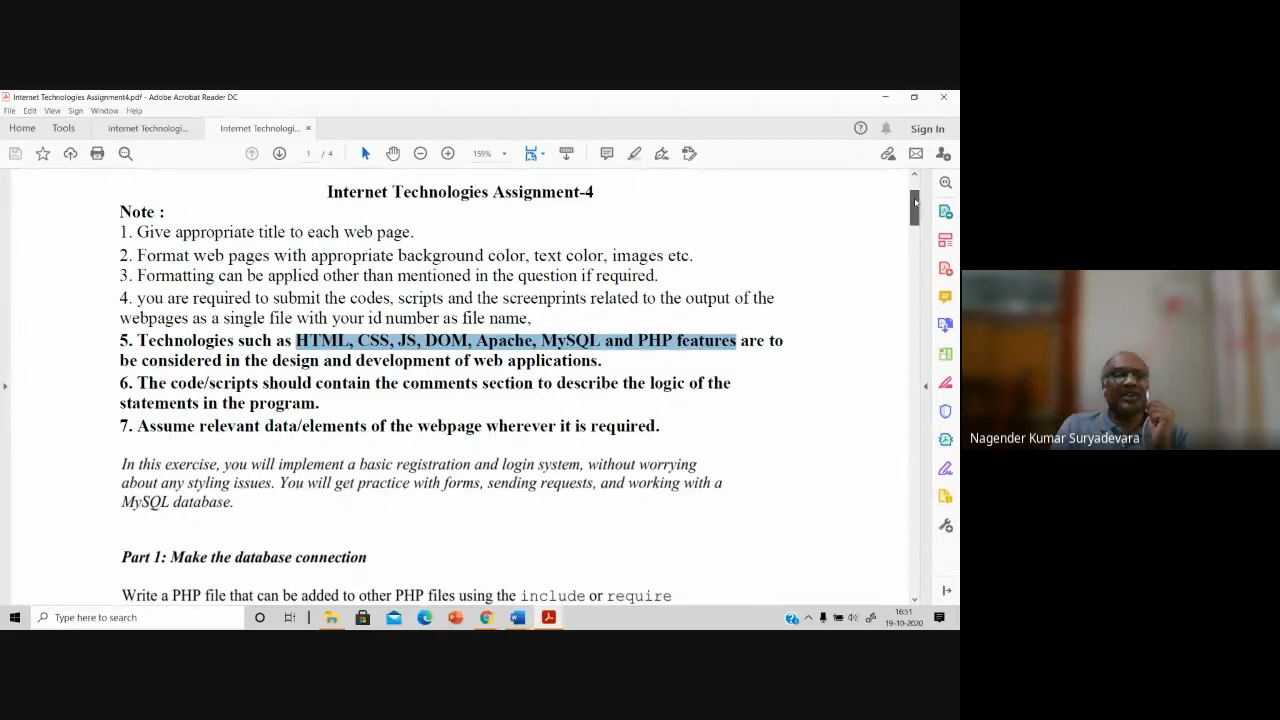 Internet Technologies Assignment4.pdf - Adobe Acrobat Reader DC
File Edit View Sign Window Help
Home Tools Internet Technologi... Internet Technologi... × Sign In
1 / 4 159%
Internet Technologies Assignment-4
Note :
1. Give appropriate title to each web page.
2. Format web pages with appropriate background color, text color, images etc.
3. Formatting can be applied other than mentioned in the question if required.
4. you are required to submit the codes, scripts and the screenprints related to the output of the
webpages as a single file with your id number as file name,
5. Technologies such as HTML, CSS, JS, DOM, Apache, MySQL and PHP features are to
be considered in the design and development of web applications.
6. The code/scripts should contain the comments section to describe the logic of the
statements in the program.
7. Assume relevant data/elements of the webpage wherever it is required.
In this exercise, you will implement a basic registration and login system, without worrying
about any styling issues. You will get practice with forms, sending requests, and working with a
MySQL database.
Part 1: Make the database connection
Write a PHP file that can be added to other PHP files using the include or require
Nagender Kumar Suryadevara
Type here to search
16:51
19-10-2020